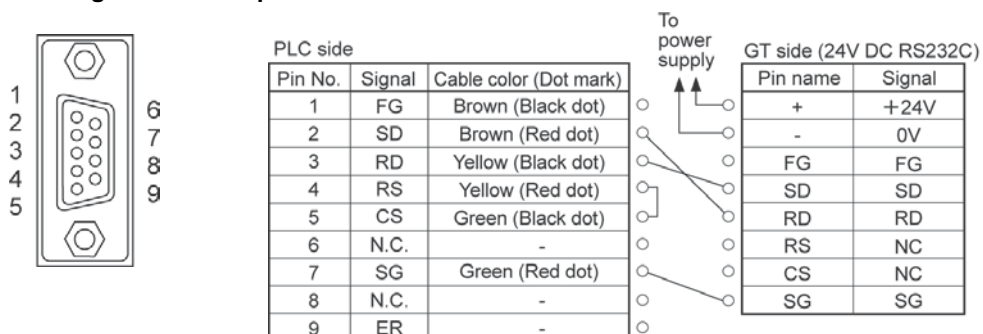 To
power
supply
PLC side
GT side (24V DC RS232C)
1
2
3
4
5
6
7
8
9
Pin No. Signal Cable color (Dot mark)
1 FG Brown (Black dot)
2 SD Brown (Red dot)
3 RD Yellow (Black dot)
4 RS Yellow (Red dot)
5 CS Green (Black dot)
6 N.C. -
7 SG Green (Red dot)
8 N.C. -
9 ER -
Pin name Signal
+ +24V
- 0V
FG FG
SD SD
RD RD
RS NC
CS NC
SG SG